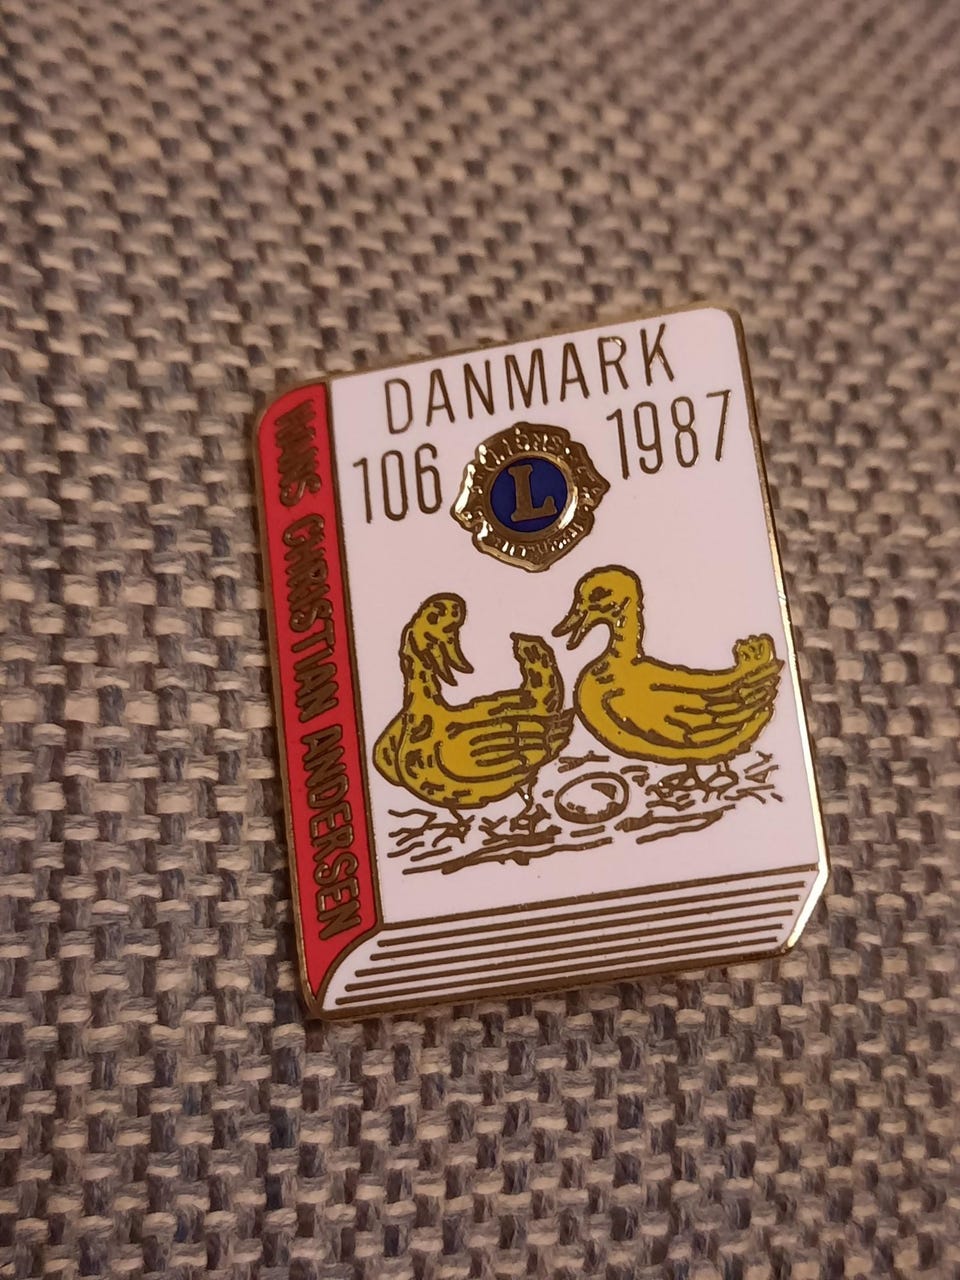 DANMARK
106 1987
L
HANS CHRISTIAN ANDERSEN